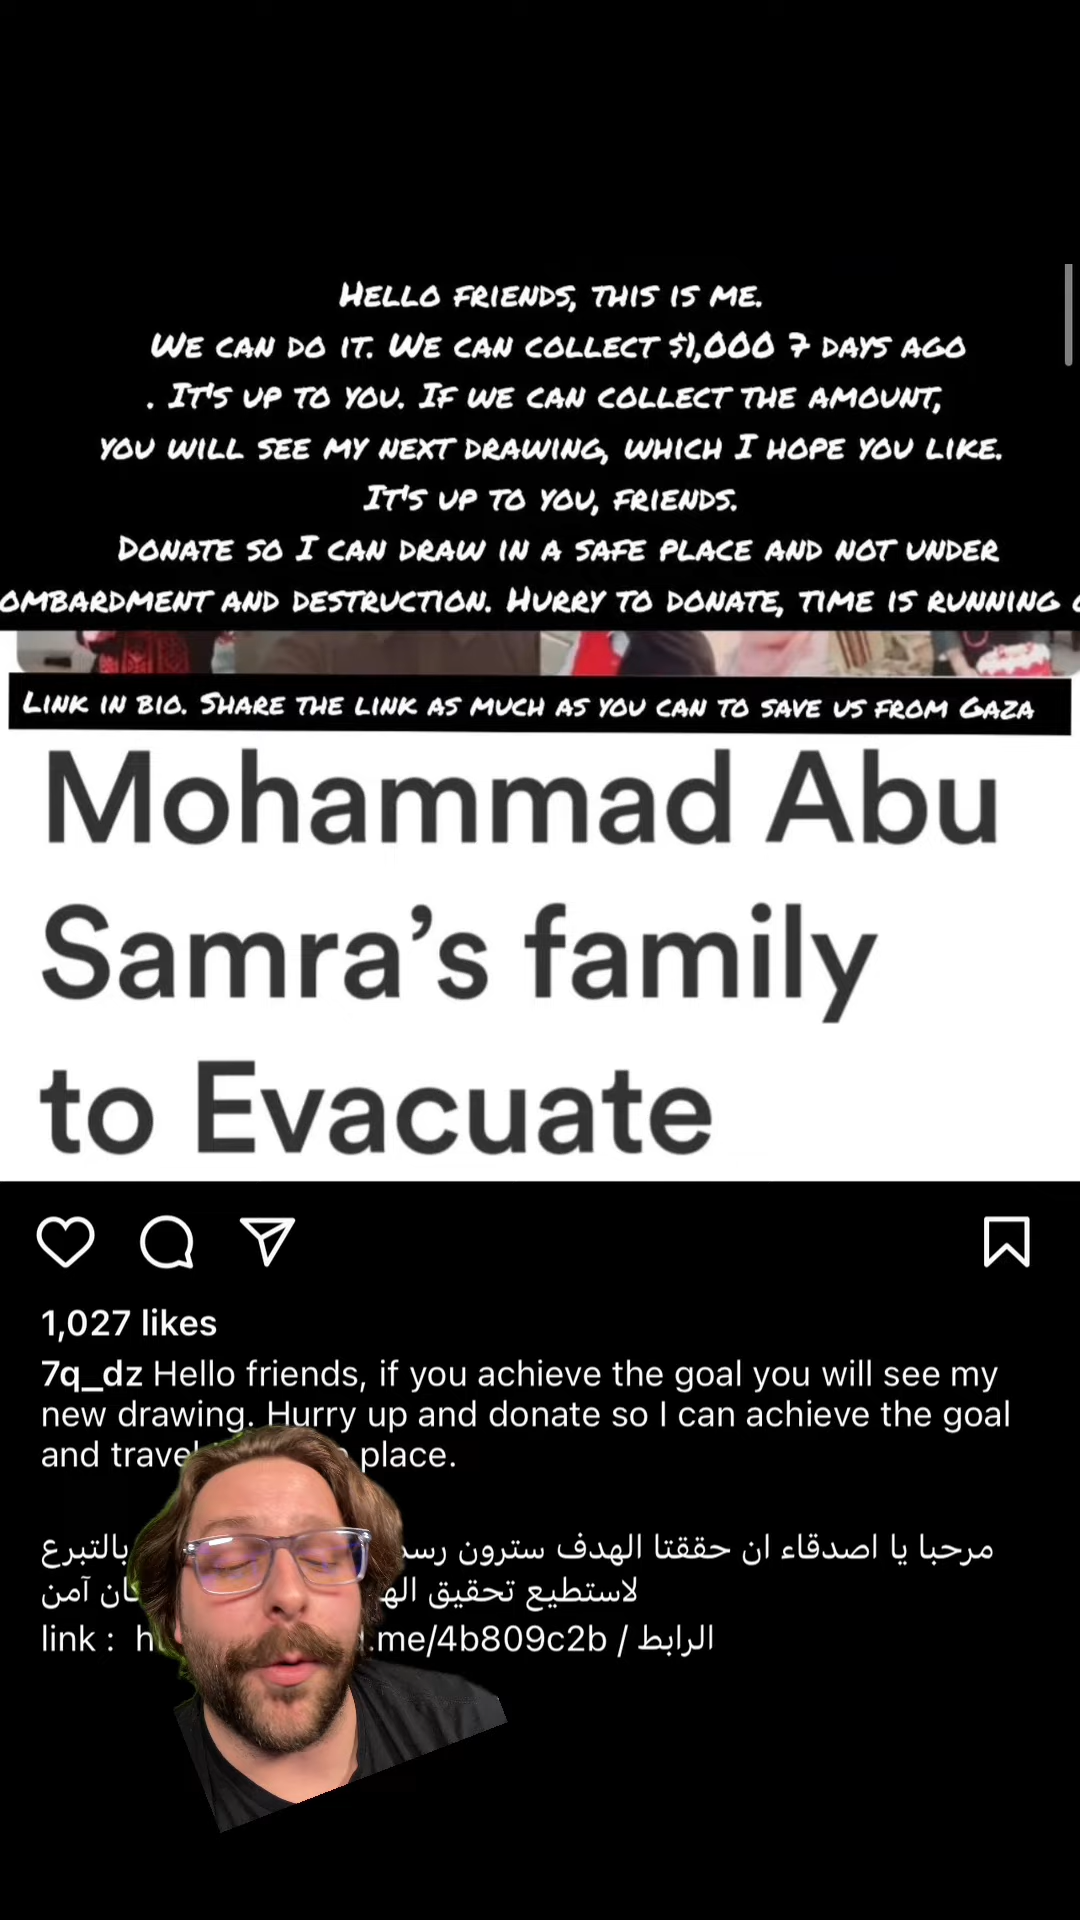 Hello friends, this is me.
We can do it. We can collect $1,000 7 days ago
. It's up to you. If we can collect the amount,
you will see my next drawing, which I hope you like.
It's up to you, friends.
Donate so I can draw in a safe place and not under
ombardment and destruction. Hurry to donate, time is running
Link in bio. Share the link as much as you can to save us from Gaza
Mohammad Abu
Samra’s family
to Evacuate
1,027 likes
7q_dz Hello friends, if you achieve the goal you will see my
new drawing. Hurry up and donate so I can achieve the goal
and travel place.
مرحبا يا اصدقاء ان حققتا الهدف سترون بالتبرع
لاستطيع تحقيق آمن
link : .me/4b809c2b / الرابط